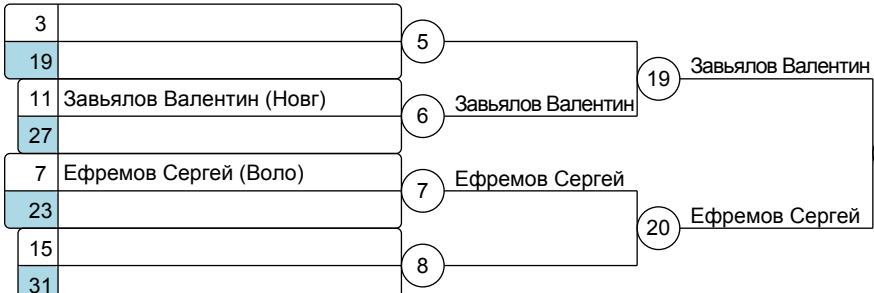 3
5
19
19 Завьялов Валентин
11 Завьялов Валентин (Новг)
6 Завьялов Валентин
27
7 Ефремов Сергей (Воло)
7 Ефремов Сергей
23
20 Ефремов Сергей
15
8
31